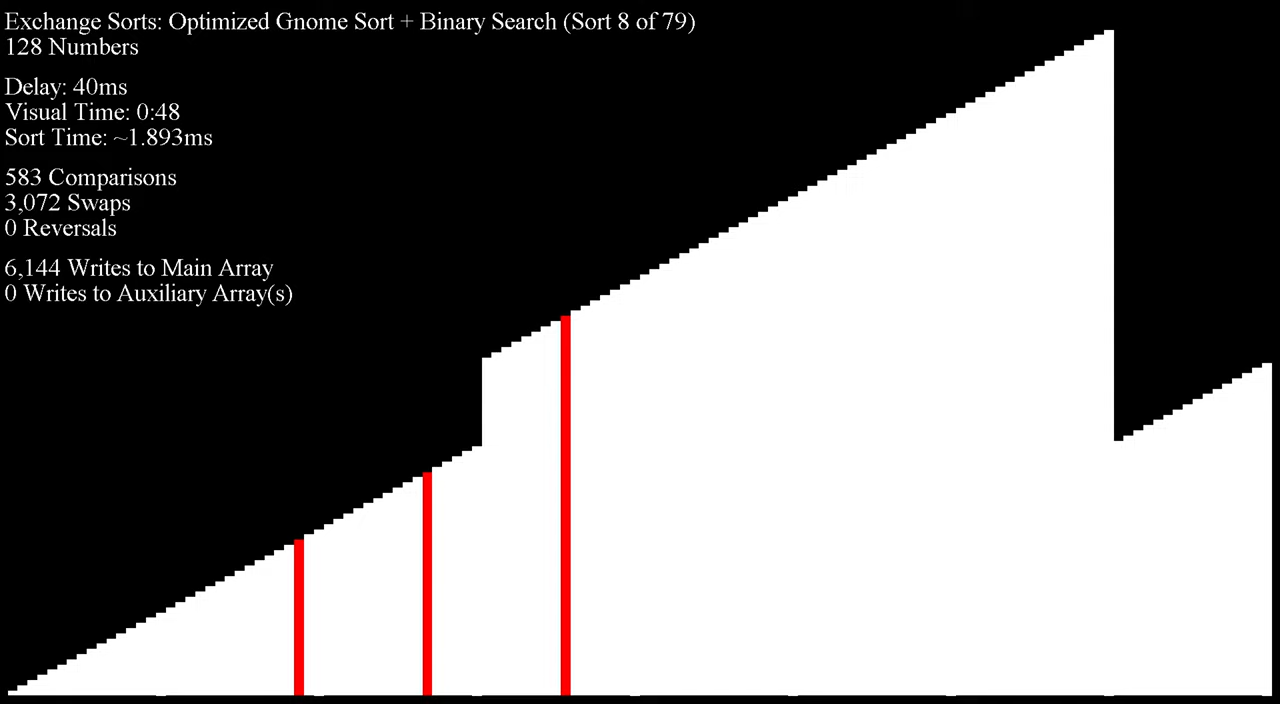 Exchange Sorts: Optimized Gnome Sort + Binary Search (Sort 8 of 79)
128 Numbers
Delay: 40ms
Visual Time: 0:48
Sort Time: ~1.893ms
583 Comparisons
3,072 Swaps
0 Reversals
6,144 Writes to Main Array
0 Writes to Auxiliary Array(s)